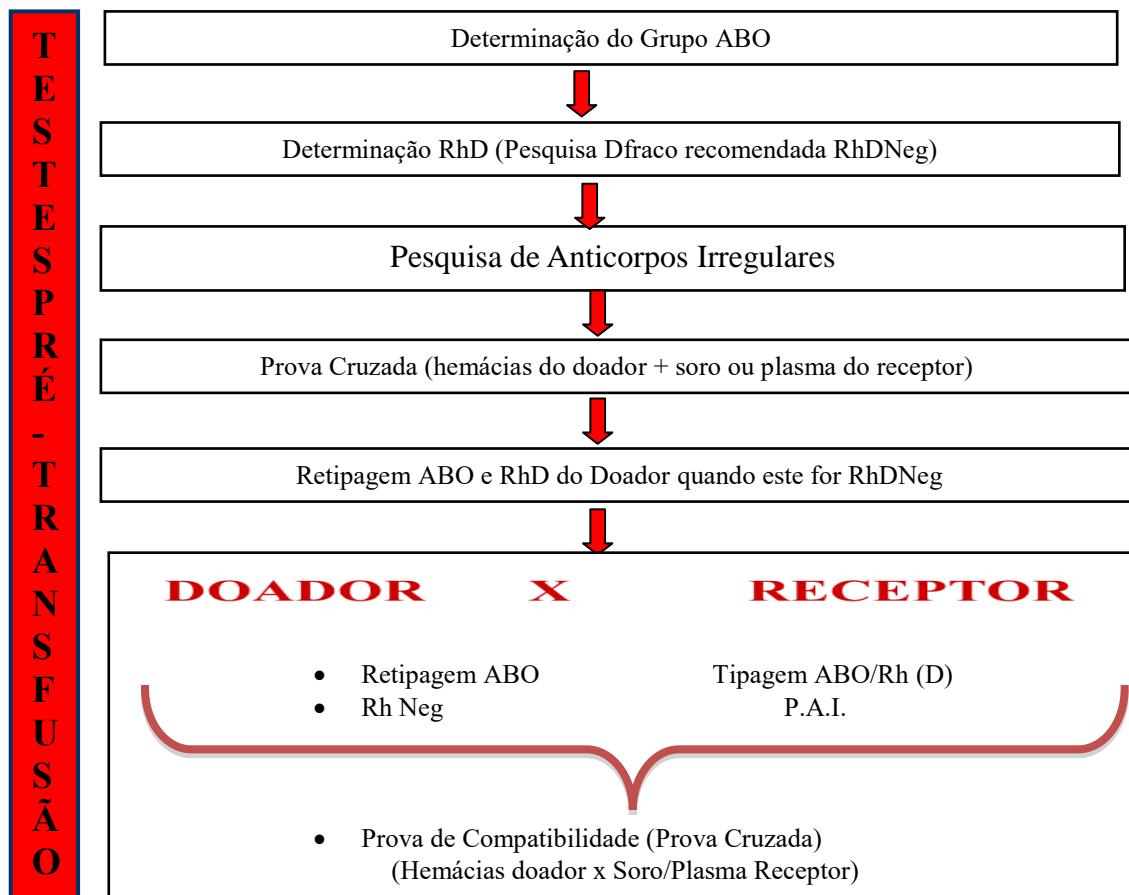 TESTES PRÉ - TRANSFUSÃO
Determinação do Grupo ABO
Determinação RhD (Pesquisa Dfraco recomendada RhDNeg)
Pesquisa de Anticorpos Irregulares
Prova Cruzada (hemácias do doador + soro ou plasma do receptor)
Retipagem ABO e RhD do Doador quando este for RhDNeg
DOADOR X RECEPTOR
• Retipagem ABO Tipagem ABO/Rh (D)
• Rh Neg P.A.I.
• Prova de Compatibilidade (Prova Cruzada)
(Hemácias doador x Soro/Plasma Receptor)